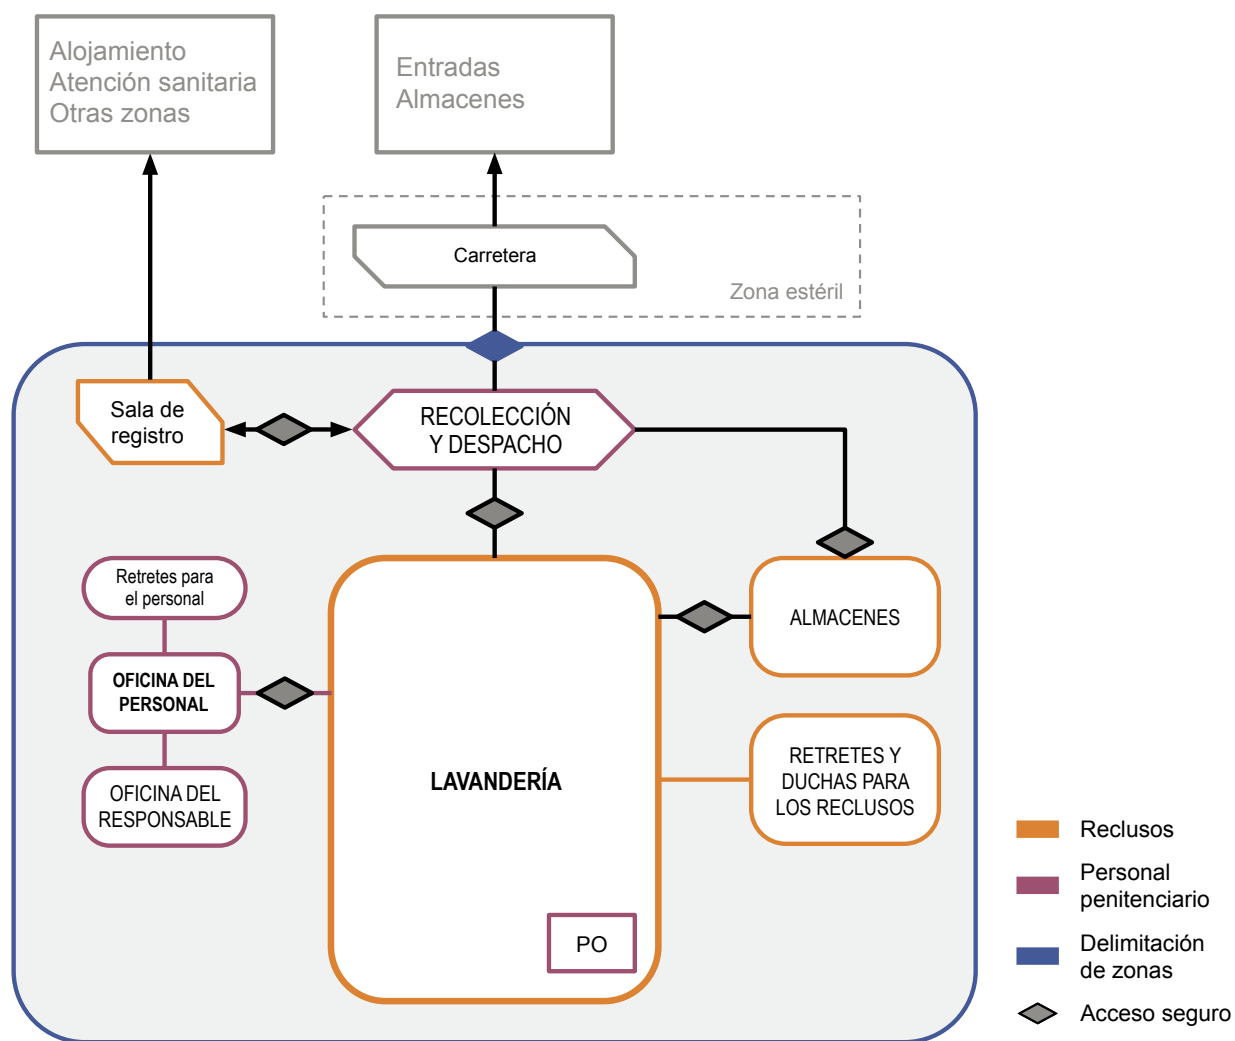 Alojamiento
Atención sanitaria
Otras zonas
Entradas
Almacenes
Carretera
Zona estéril
Sala de
registro
RECOLECCIÓN
Y DESPACHO
Retretes para
el personal
OFICINA DEL
PERSONAL
OFICINA DEL
RESPONSABLE
LAVANDERÍA
PO
ALMACENES
RETRETES Y
DUCHAS PARA
LOS RECLUSOS
Reclusos
Personal
penitenciario
Delimitación
de zonas
Acceso seguro